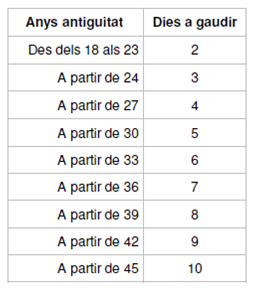 Anys antiguitat Dies a gaudir
Des dels 18 als 23 2
A partir de 24 3
A partir de 27 4
A partir de 30 5
A partir de 33 6
A partir de 36 7
A partir de 39 8
A partir de 42 9
A partir de 45 10